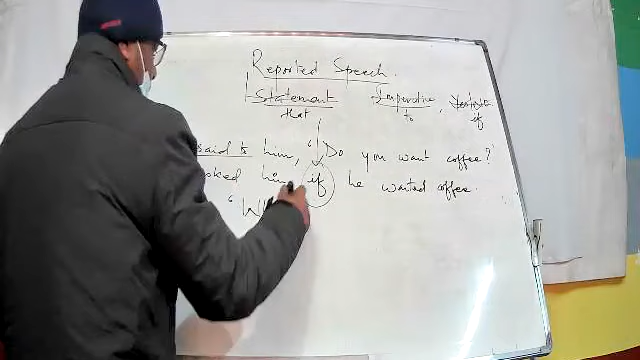 Reported Speech.
Statement Imperative,
that to if
said to him, ' Do you want coffee?
asked him if he wanted coffee.
' W